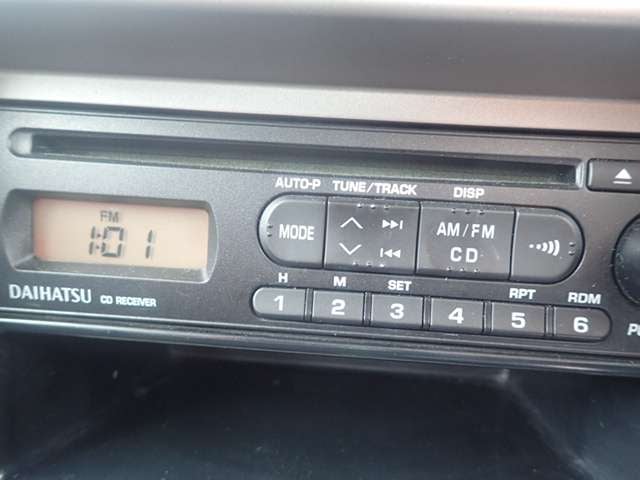 AUTO-P TUNE/TRACK DISP
FM
1:01
MODE
AM/FM
CD
DAIHATSU CD RECEIVER
H M SET RPT RDM
1 2 3 4 5 6